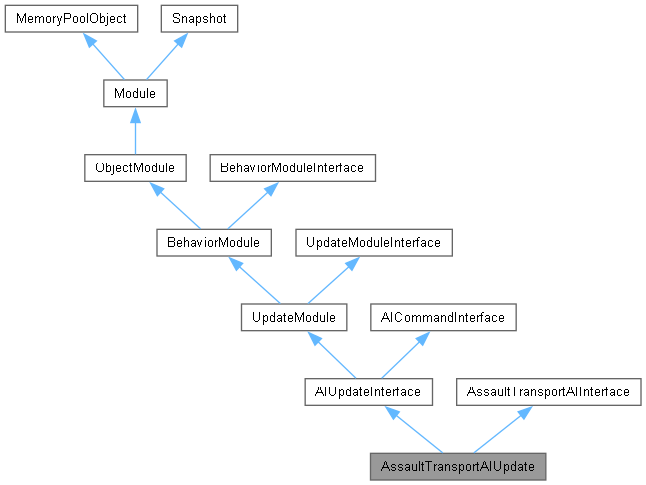 MemoryPoolObject
Snapshot
Module
ObjectModule
BehaviorModuleInterface
BehaviorModule
UpdateModuleInterface
UpdateModule
AICommandInterface
AIUpdateInterface
AssaultTransportAIInterface
AssaultTransportAIUpdate